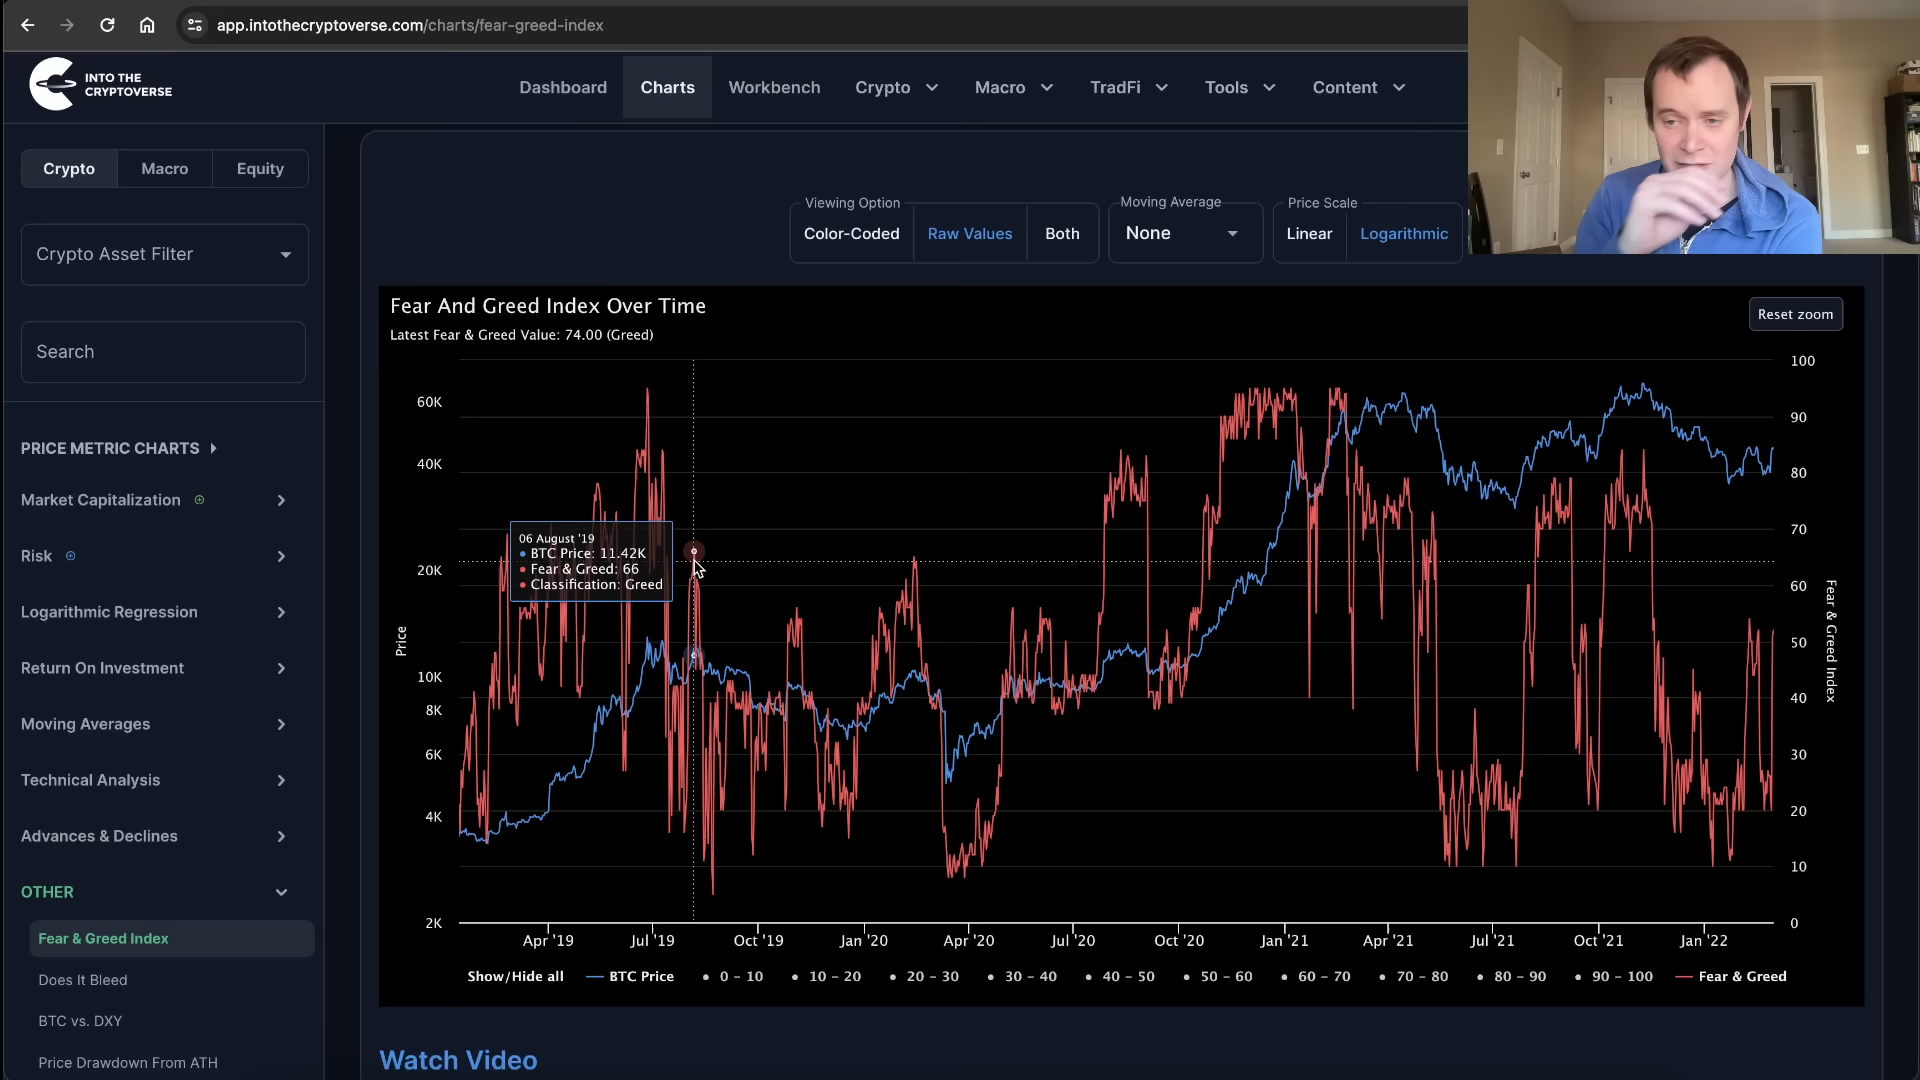 app.intothecryptoverse.com/charts/fear-greed-index
INTO THE
CRYPTOVERSE
Dashboard
Charts
Workbench
Crypto
Macro
TradFi
Tools
Content
Crypto
Macro
Equity
Crypto Asset Filter
Search
PRICE METRIC CHARTS
Market Capitalization
Risk
Logarithmic Regression
Return On Investment
Moving Averages
Technical Analysis
Advances & Declines
OTHER
Fear & Greed Index
Does It Bleed
BTC vs. DXY
Price Drawdown From ATH
Viewing Option
Color-Coded
Raw Values
Both
Moving Average
None
Price Scale
Linear
Logarithmic
Fear And Greed Index Over Time
Latest Fear & Greed Value: 74.00 (Greed)
Reset zoom
60K
40K
20K
10K
8K
6K
4K
2K
Price
06 August '19
BTC Price: 11.42K
Fear & Greed: 66
Classification: Greed
100
90
80
70
60
50
40
30
20
10
0
Fear & Greed Index
Apr '19
Jul '19
Oct '19
Jan '20
Apr '20
Jul '20
Oct '20
Jan '21
Apr '21
Jul '21
Oct '21
Jan '22
Show/Hide all
BTC Price
0 – 10
10 – 20
20 – 30
30 – 40
40 – 50
50 – 60
60 – 70
70 – 80
80 – 90
90 – 100
Fear & Greed
Watch Video